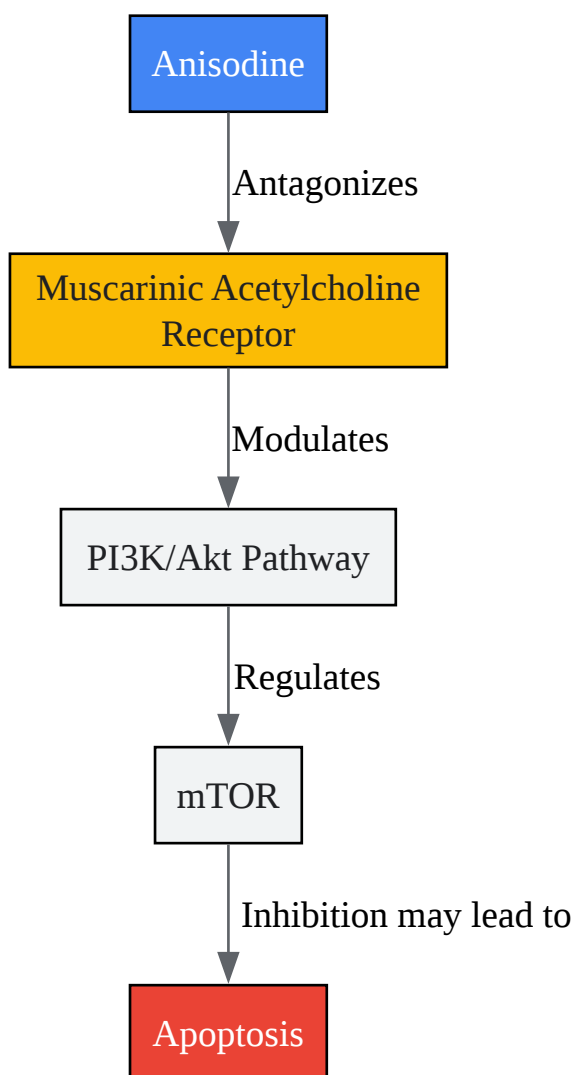 Anisodine
Antagonizes
Muscarinic Acetylcholine
Receptor
Modulates
PI3K/Akt Pathway
Regulates
mTOR
Inhibition may lead to
Apoptosis